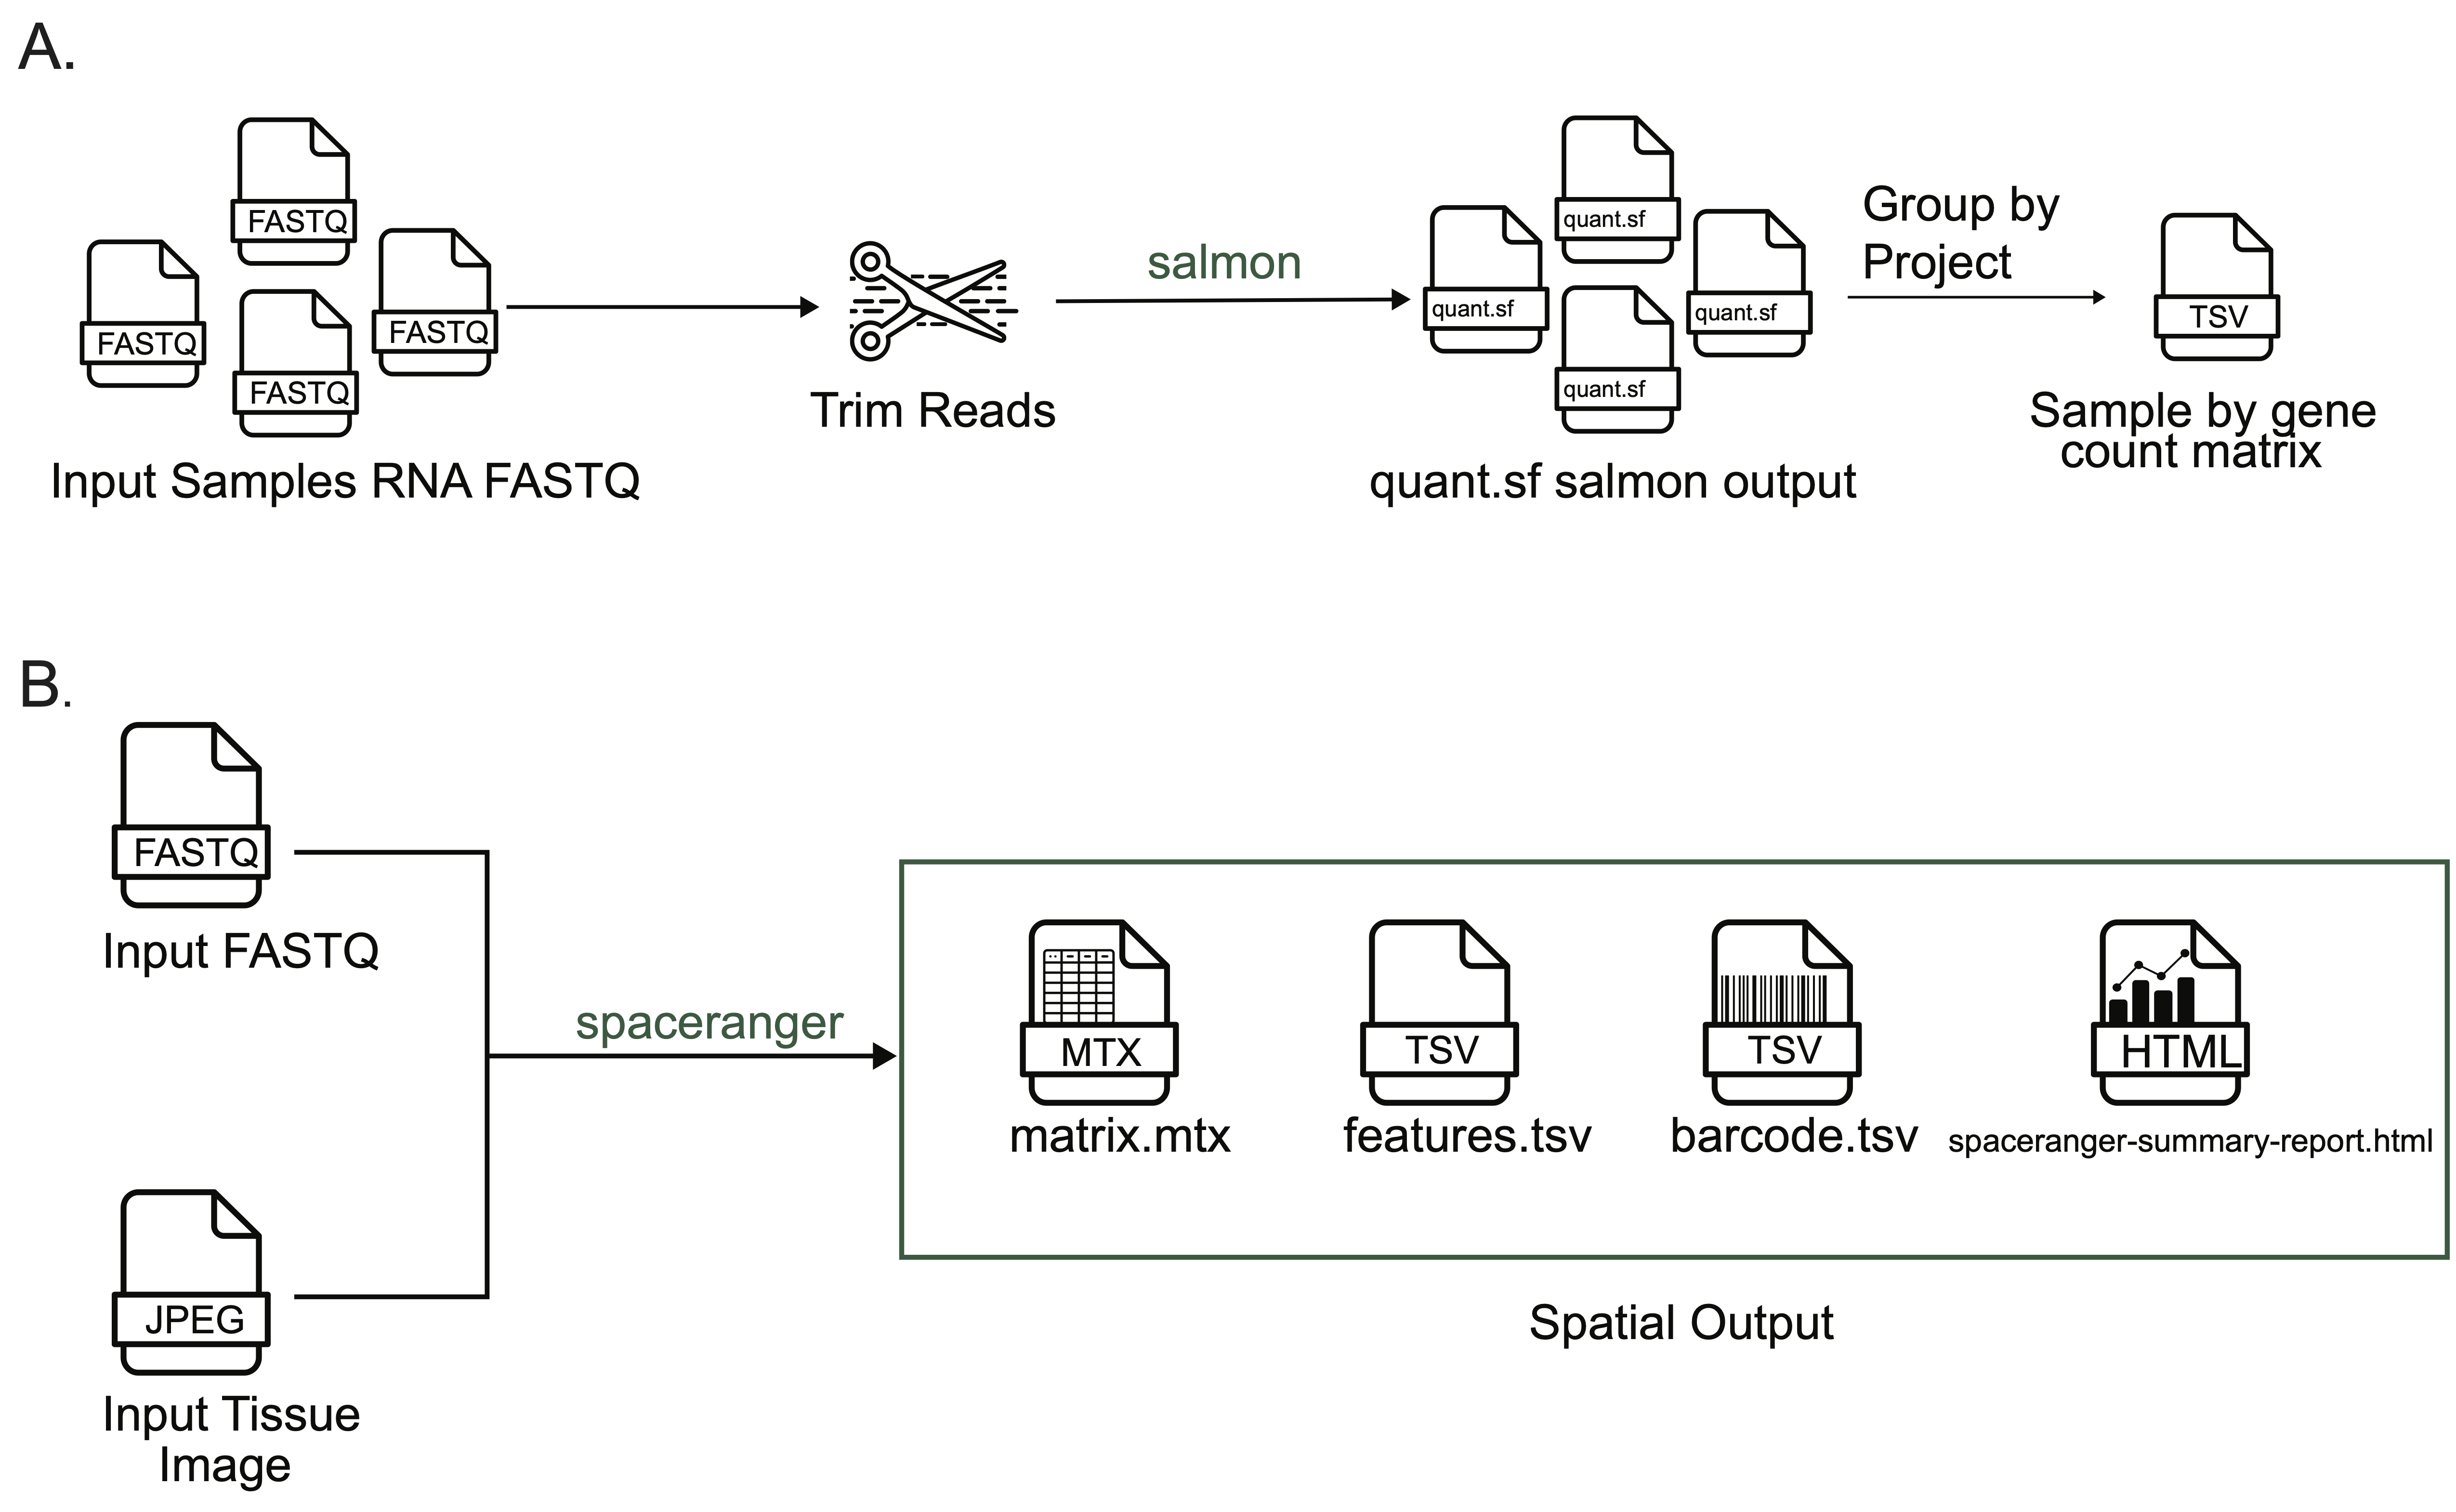 A.
FASTQ
FASTQ
FASTQ
FASTQ
Input Samples RNA FASTQ
Trim Reads
salmon
quant.sf
quant.sf
quant.sf
quant.sf
quant.sf salmon output
Group by
Project
TSV
Sample by gene
count matrix
B.
FASTQ
Input FASTQ
JPEG
Input Tissue
Image
spaceranger
MTX
matrix.mtx
TSV
features.tsv
TSV
barcode.tsv
HTML
spaceranger-summary-report.html
Spatial Output